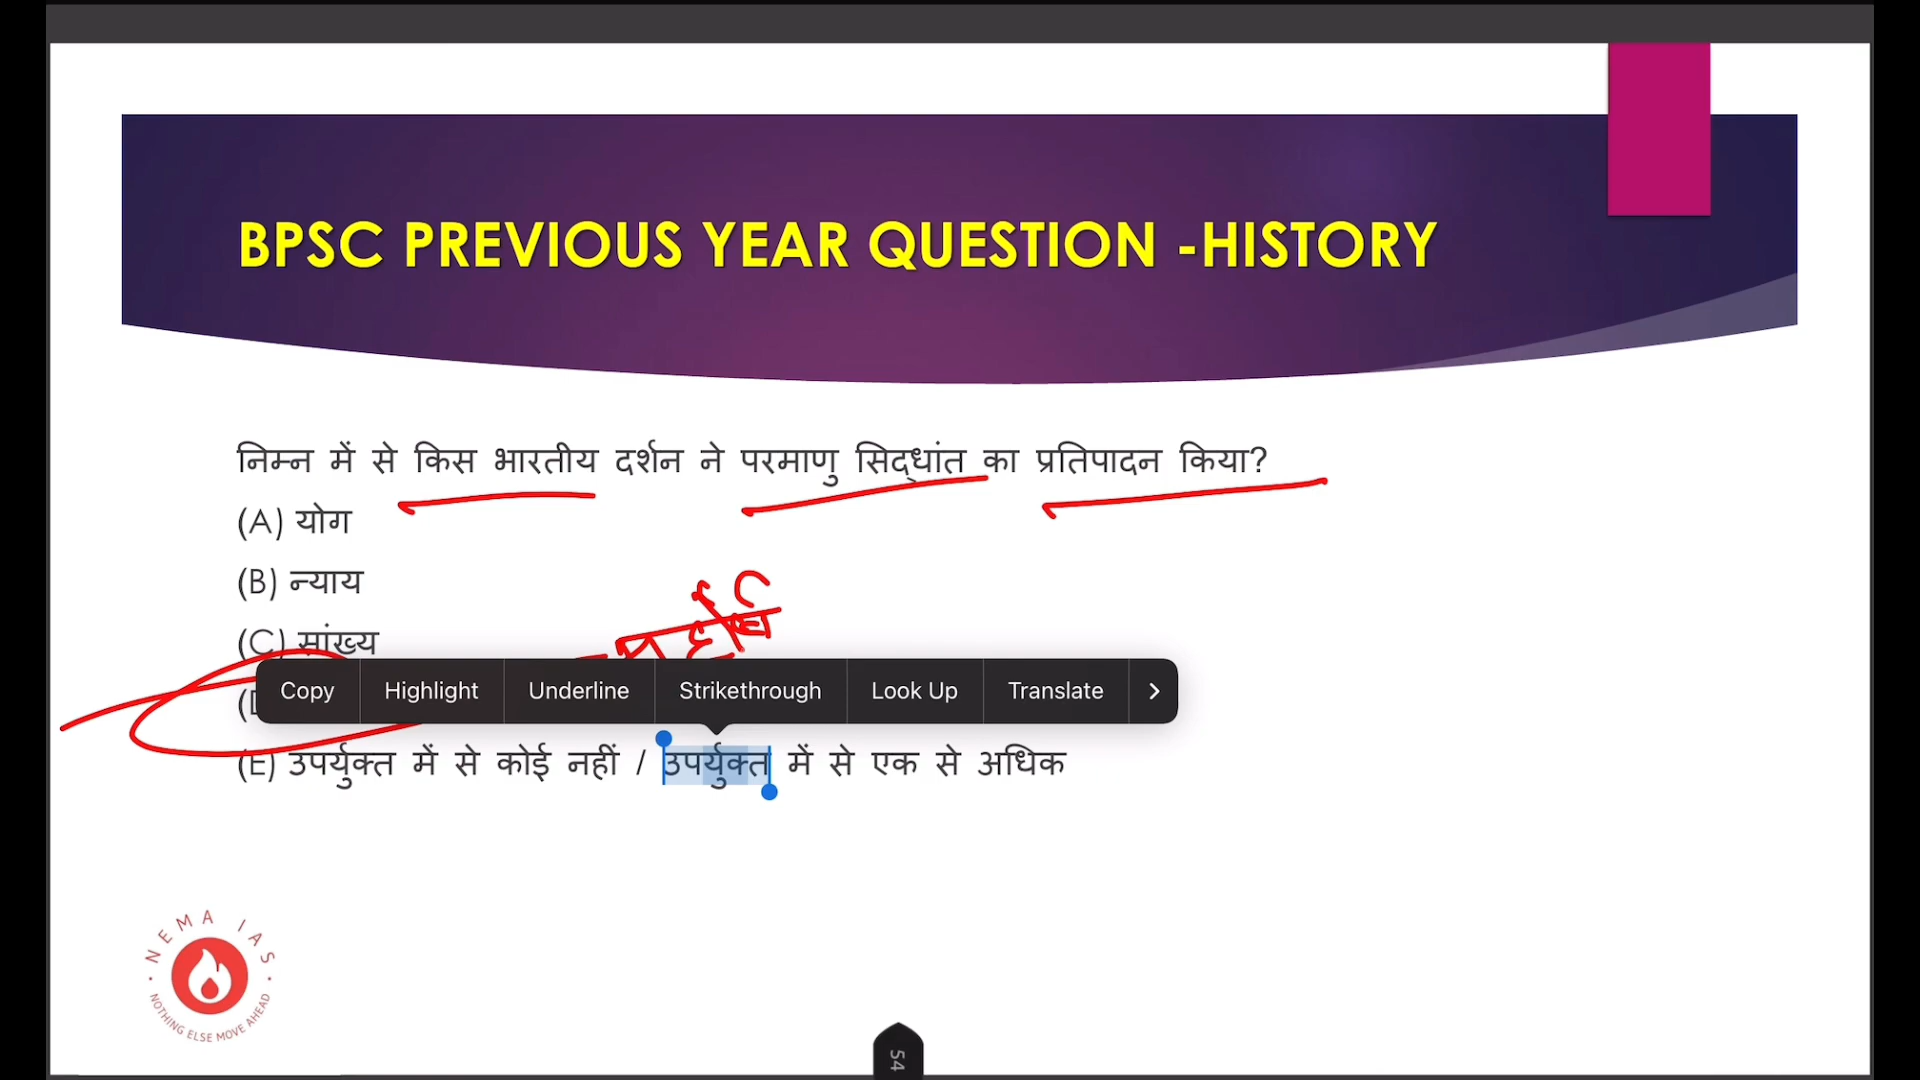 BPSC PREVIOUS YEAR QUESTION -HISTORY
निम्न में से किस भारतीय दर्शन ने परमाणु सिद्धांत का प्रतिपादन किया?
(A) योग
(B) न्याय
(C) सांख्य
Copy Highlight Underline Strikethrough Look Up Translate
(E) उपर्युक्त में से कोई नहीं / उपर्युक्त में से एक से अधिक
NEMA IAS
NOTHING ELSE MOVE AHEAD
54